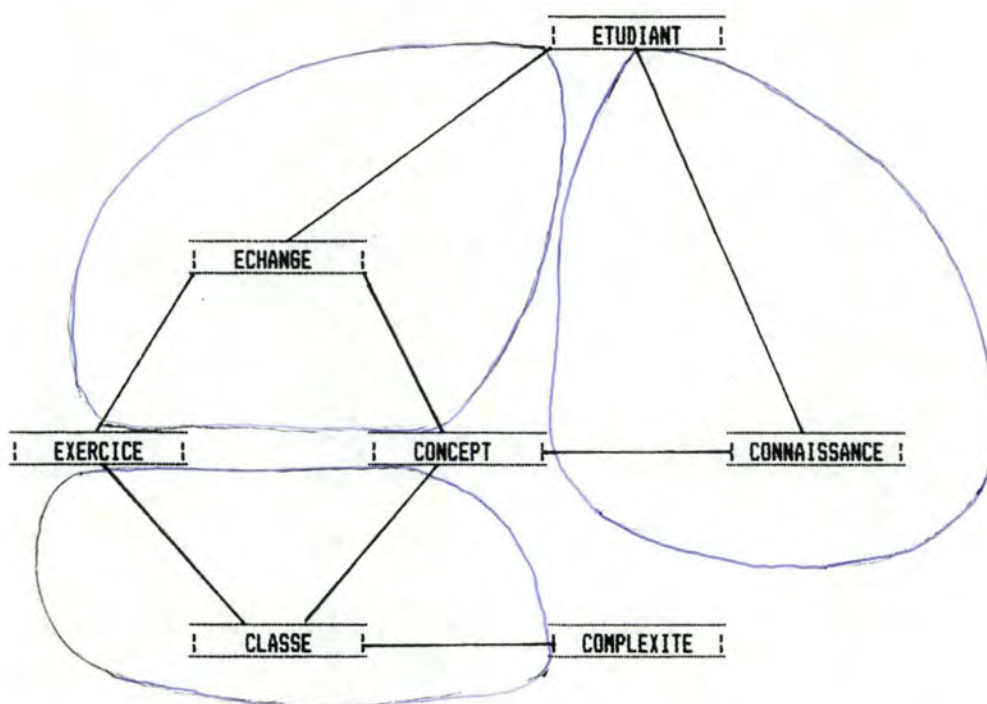 ETUDIANT
ECHANGE
EXERCICE
CONCEPT
CONNAISSANCE
CLASSE
COMPLEXITE